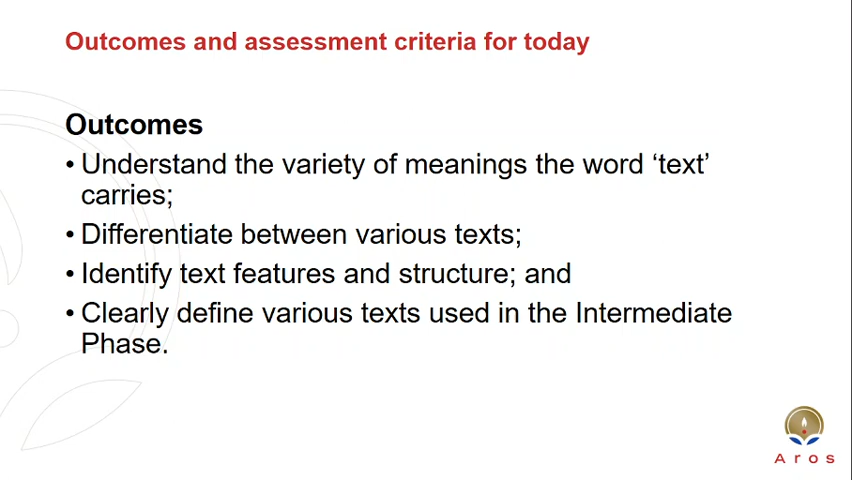 Outcomes and assessment criteria for today
Outcomes
• Understand the variety of meanings the word ‘text’
carries;
• Differentiate between various texts;
• Identify text features and structure; and
• Clearly define various texts used in the Intermediate
Phase.
Aros